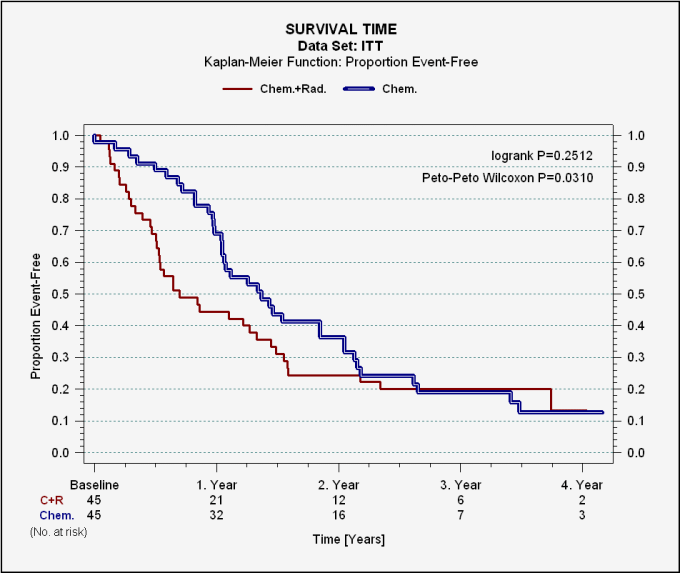 SURVIVAL TIME
Data Set: ITT
Kaplan-Meier Function: Proportion Event-Free
Chem.+Rad. Chem.
logrank P=0.2512
Peto-Peto Wilcoxon P=0.0310
Proportion Event-Free
1.0 1.0
0.9 0.9
0.8 0.8
0.7 0.7
0.6 0.6
0.5 0.5
0.4 0.4
0.3 0.3
0.2 0.2
0.1 0.1
0.0 0.0
Baseline 1. Year 2. Year 3. Year 4. Year
C+R 45 21 12 6 2
Chem. 45 32 16 7 3
(No. at risk)
Time [Years]